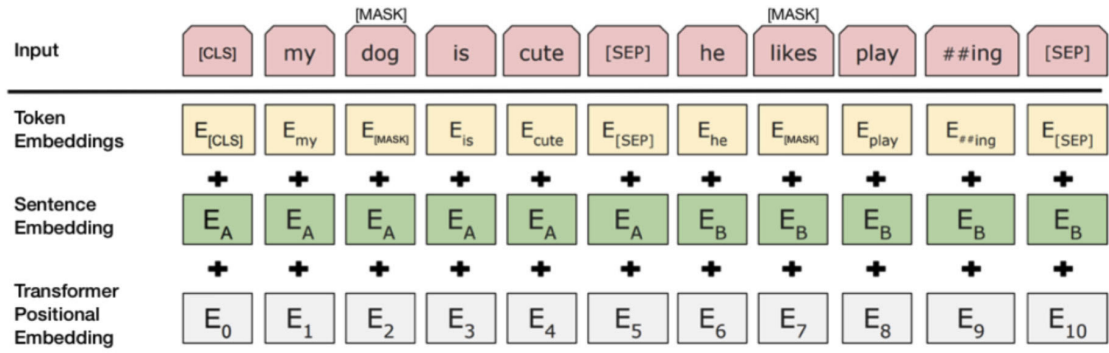 [MASK] [MASK]
Input [CLS] my dog is cute [SEP] he likes play ##ing [SEP]
Token
Embeddings E[CLS] Emy E[MASK] Eis Ecute E[SEP] Ehe E[MASK] Eplay E##ing E[SEP]
+ + + + + + + + + + +
Sentence
Embedding EA EA EA EA EA EA EB EB EB EB EB
+ + + + + + + + + + +
Transformer
Positional
Embedding E0 E1 E2 E3 E4 E5 E6 E7 E8 E9 E10